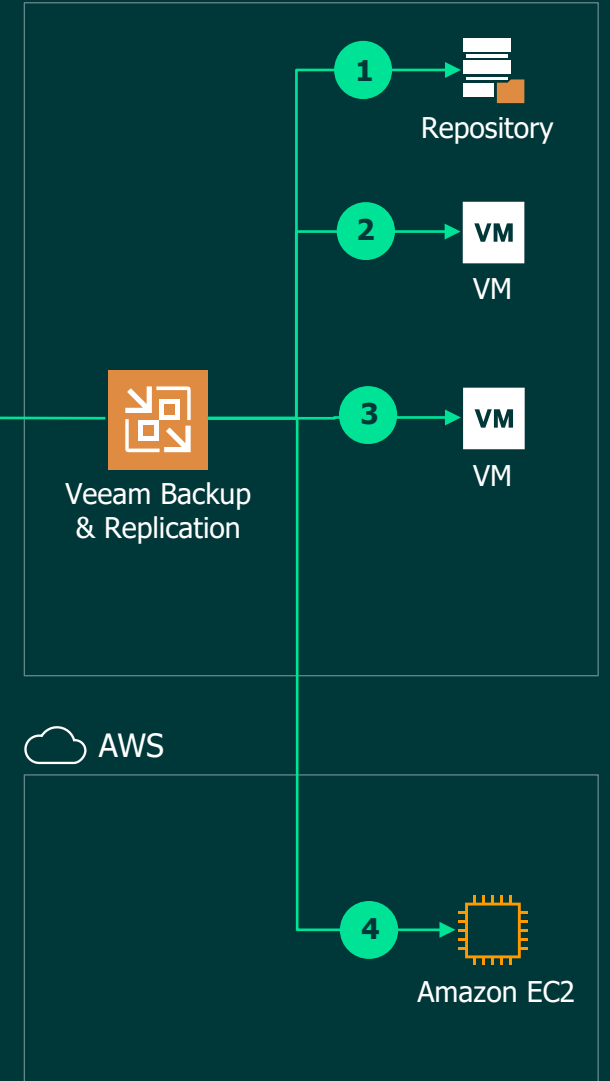 1
Repository
2
VM
VM
3
VM
VM
Veeam Backup
& Replication
AWS
4
Amazon EC2